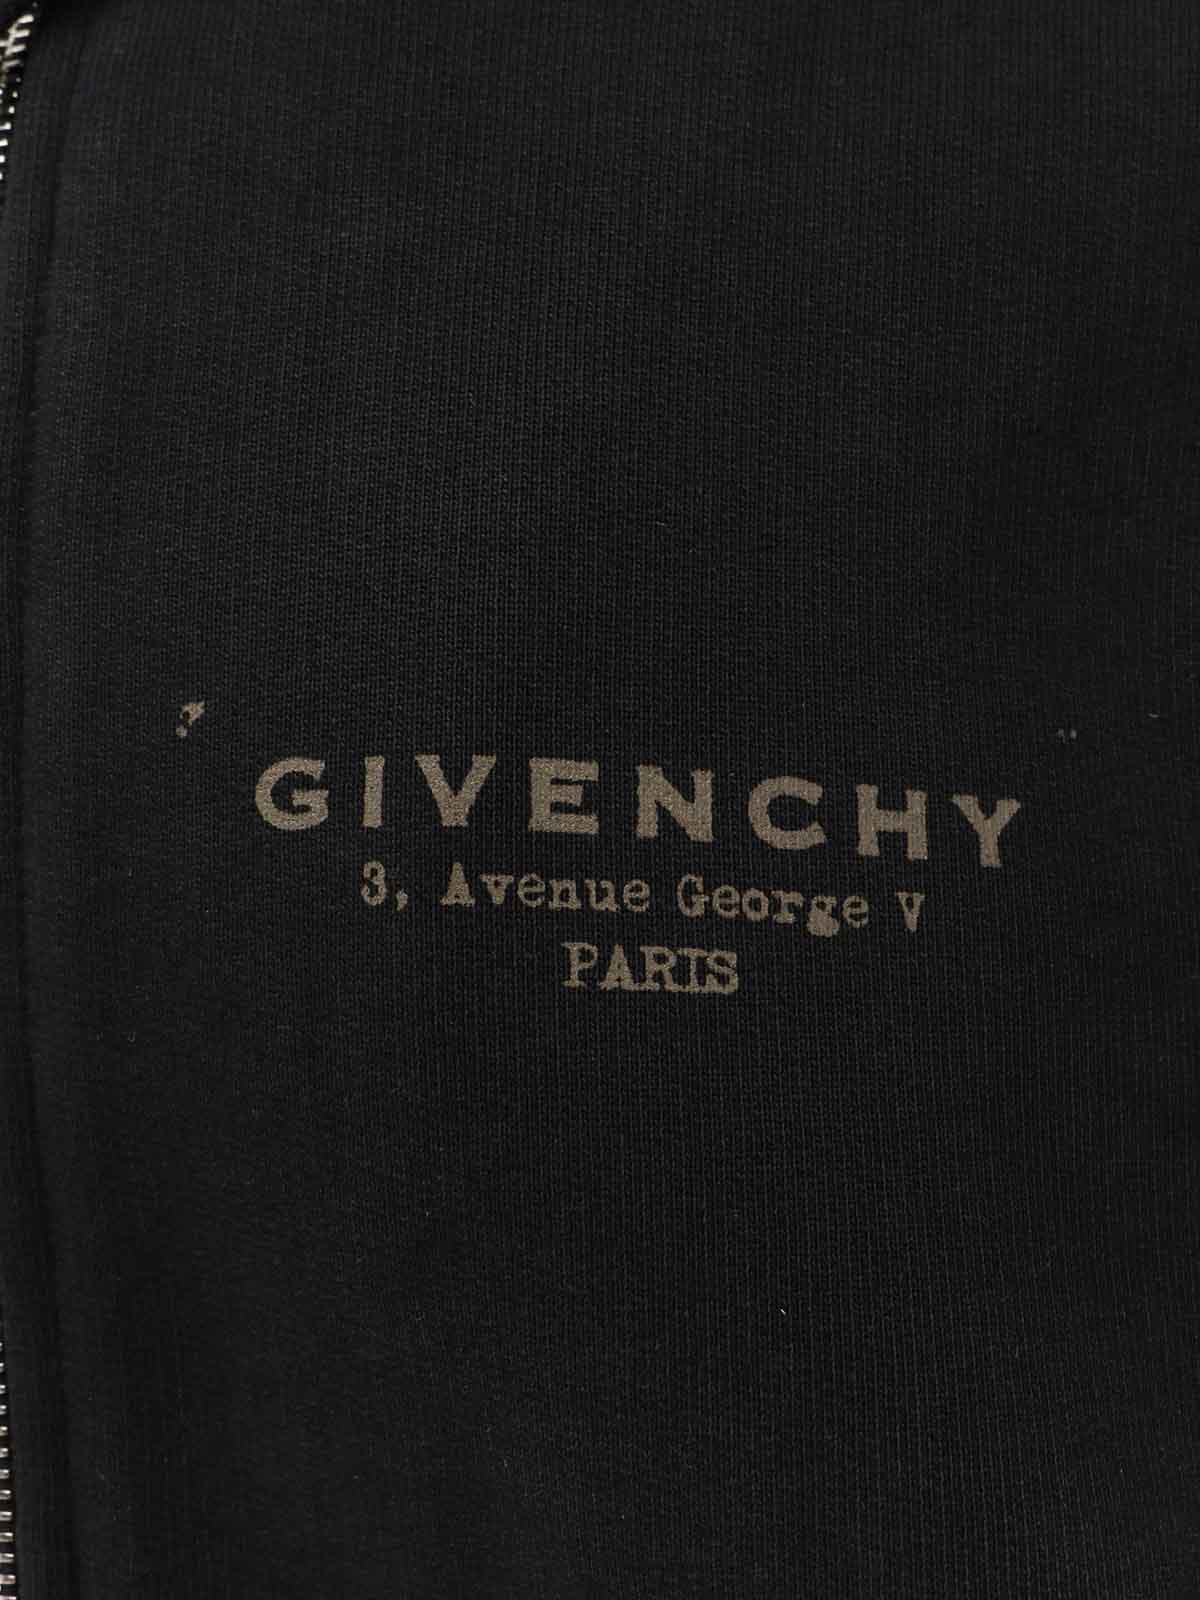 GIVENCHY
3, Avenue George V
PARIS